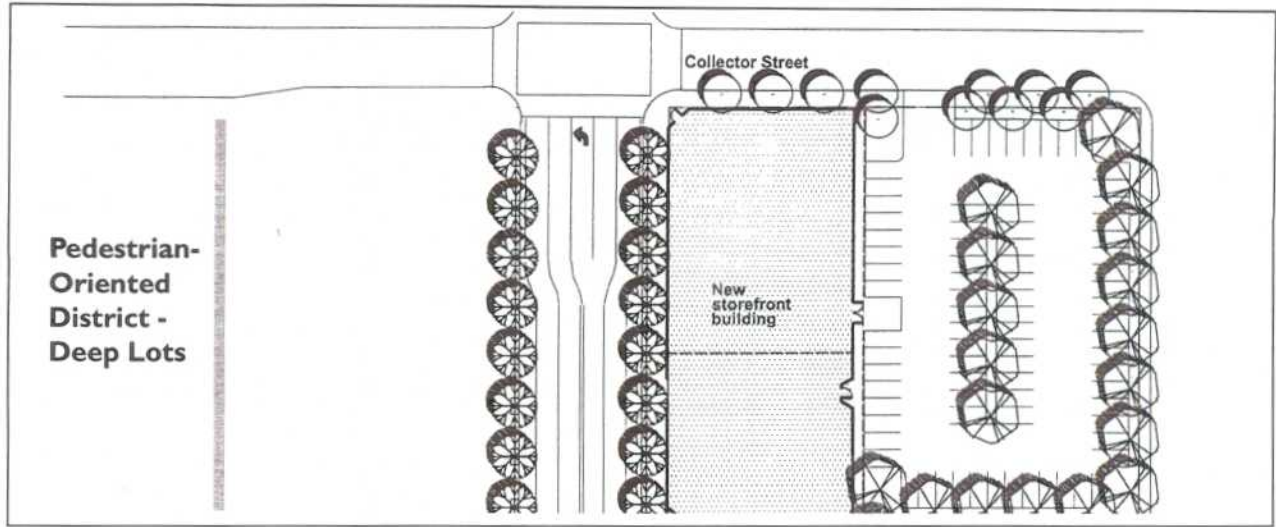 Collector Street
Pedestrian-
Oriented
District -
Deep Lots
New
storefront
building